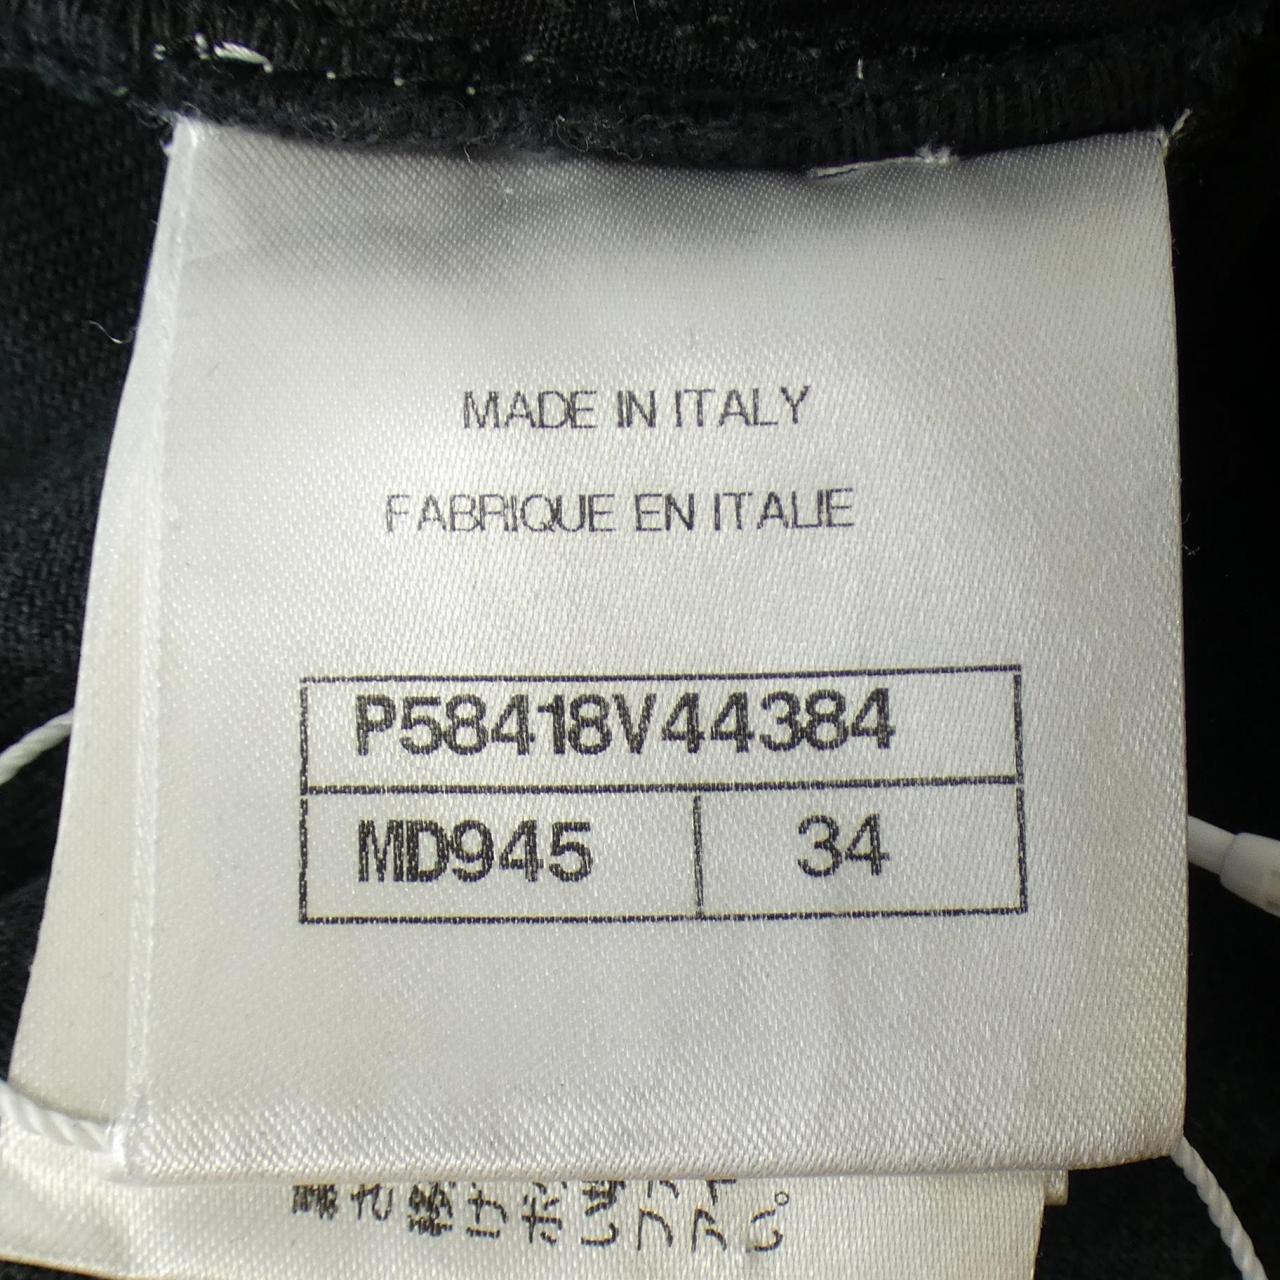 MADE IN ITALY
FABRIQUE EN ITALIE
P58418V44384
MD945 34